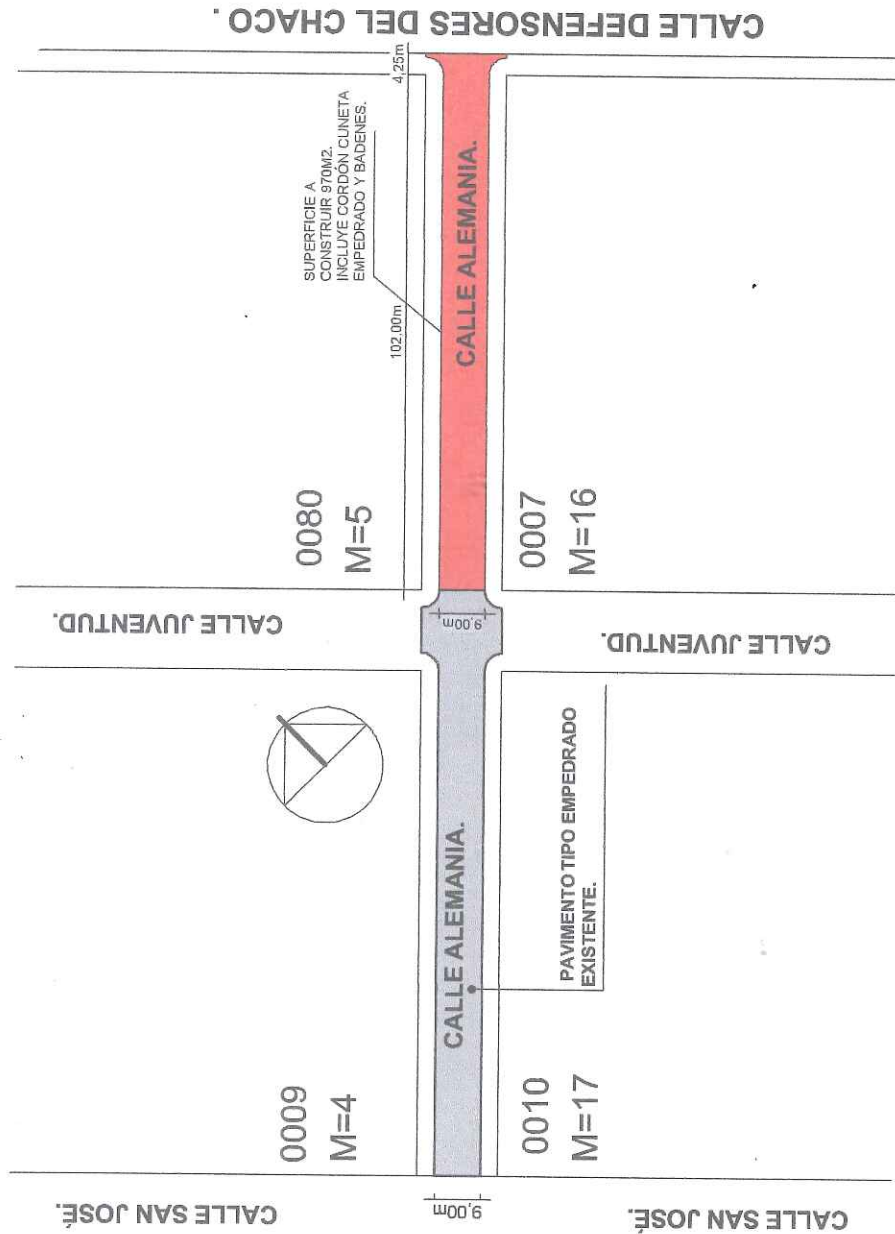 CALLE DEFENSORES DEL CHACO .
4,25m
SUPERFICIE A
CONSTRUIR 970M2.
INCLUYE CORDÓN CUNETA
EMPEDRADO Y BADENES.
102,00m
CALLE ALEMANIA.
0080
M=5
0007
M=16
CALLE JUVENTUD.
9,00m
CALLE JUVENTUD.
CALLE ALEMANIA.
PAVIMENTO TIPO EMPEDRADO
EXISTENTE.
0009
M=4
0010
M=17
CALLE SAN JOSÉ.
9,00m
CALLE SAN JOSÉ.